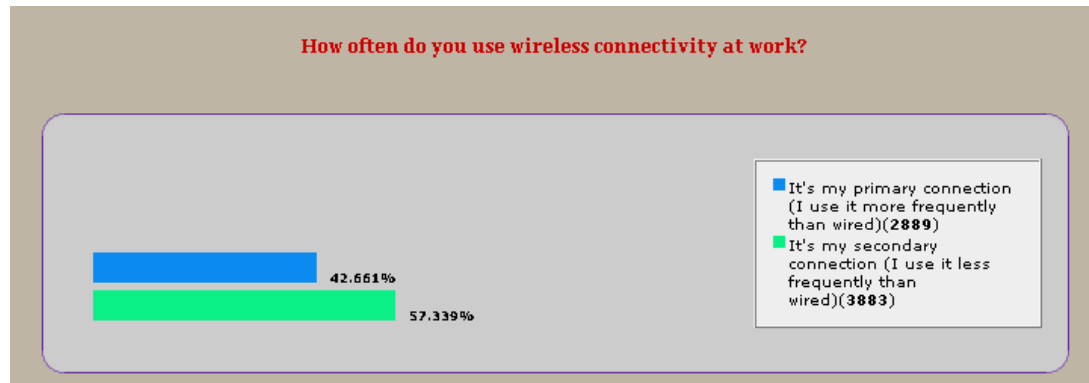 How often do you use wireless connectivity at work?
42.661%
57.339%
It's my primary connection
(I use it more frequently
than wired)(2889)
It's my secondary
connection (I use it less
frequently than
wired)(3883)